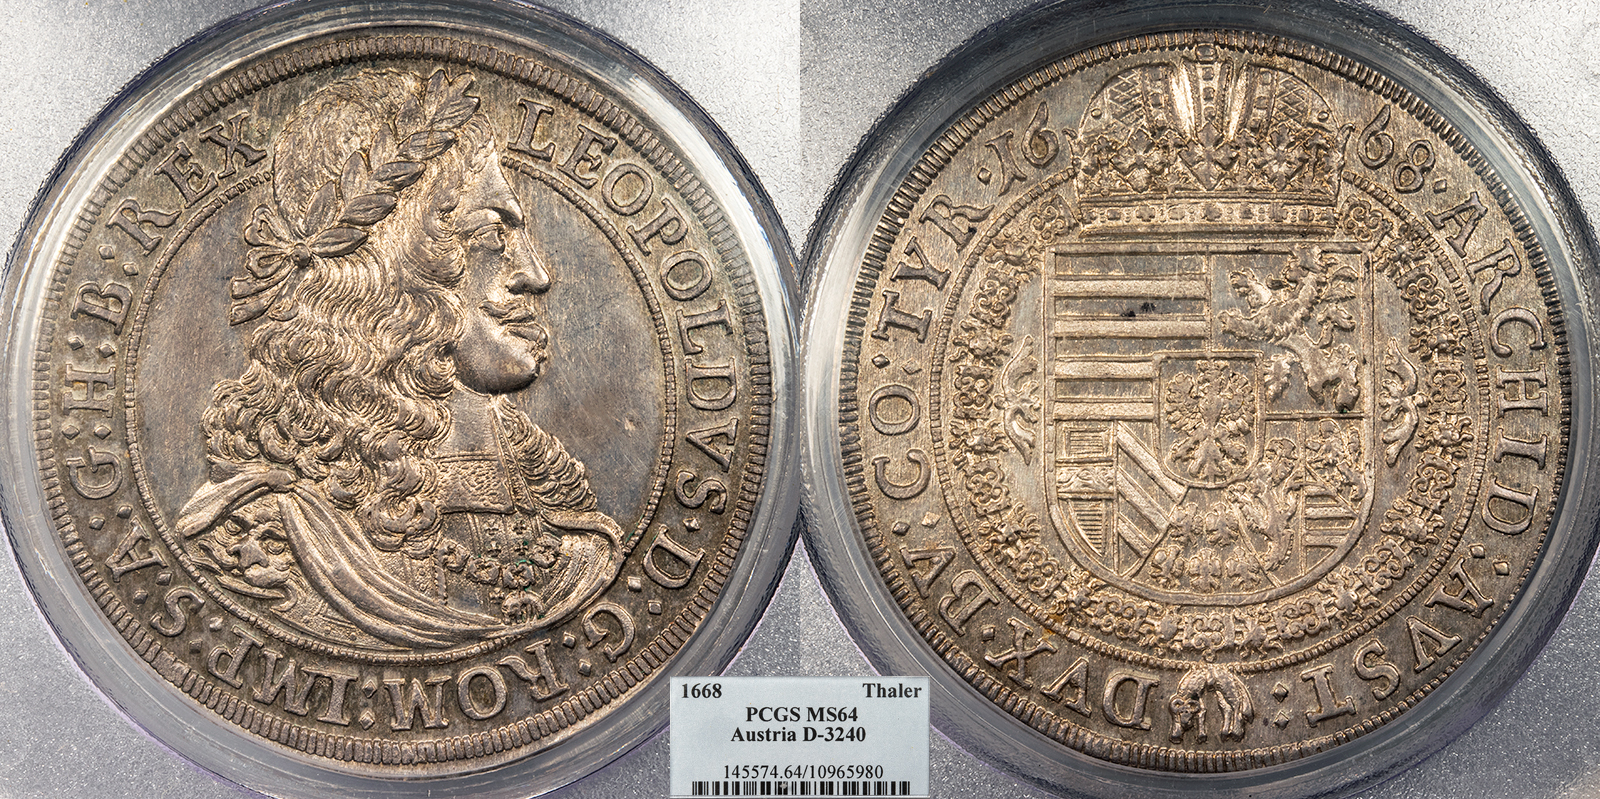 LEOPOLDVS·D:G:ROM:IMP:S:A:G:H:B:REX
·16 68·ARCHID·AVST: DVX·BV:CO:TYR
1668 Thaler
PCGS MS64
Austria D-3240
145574.64/10965980